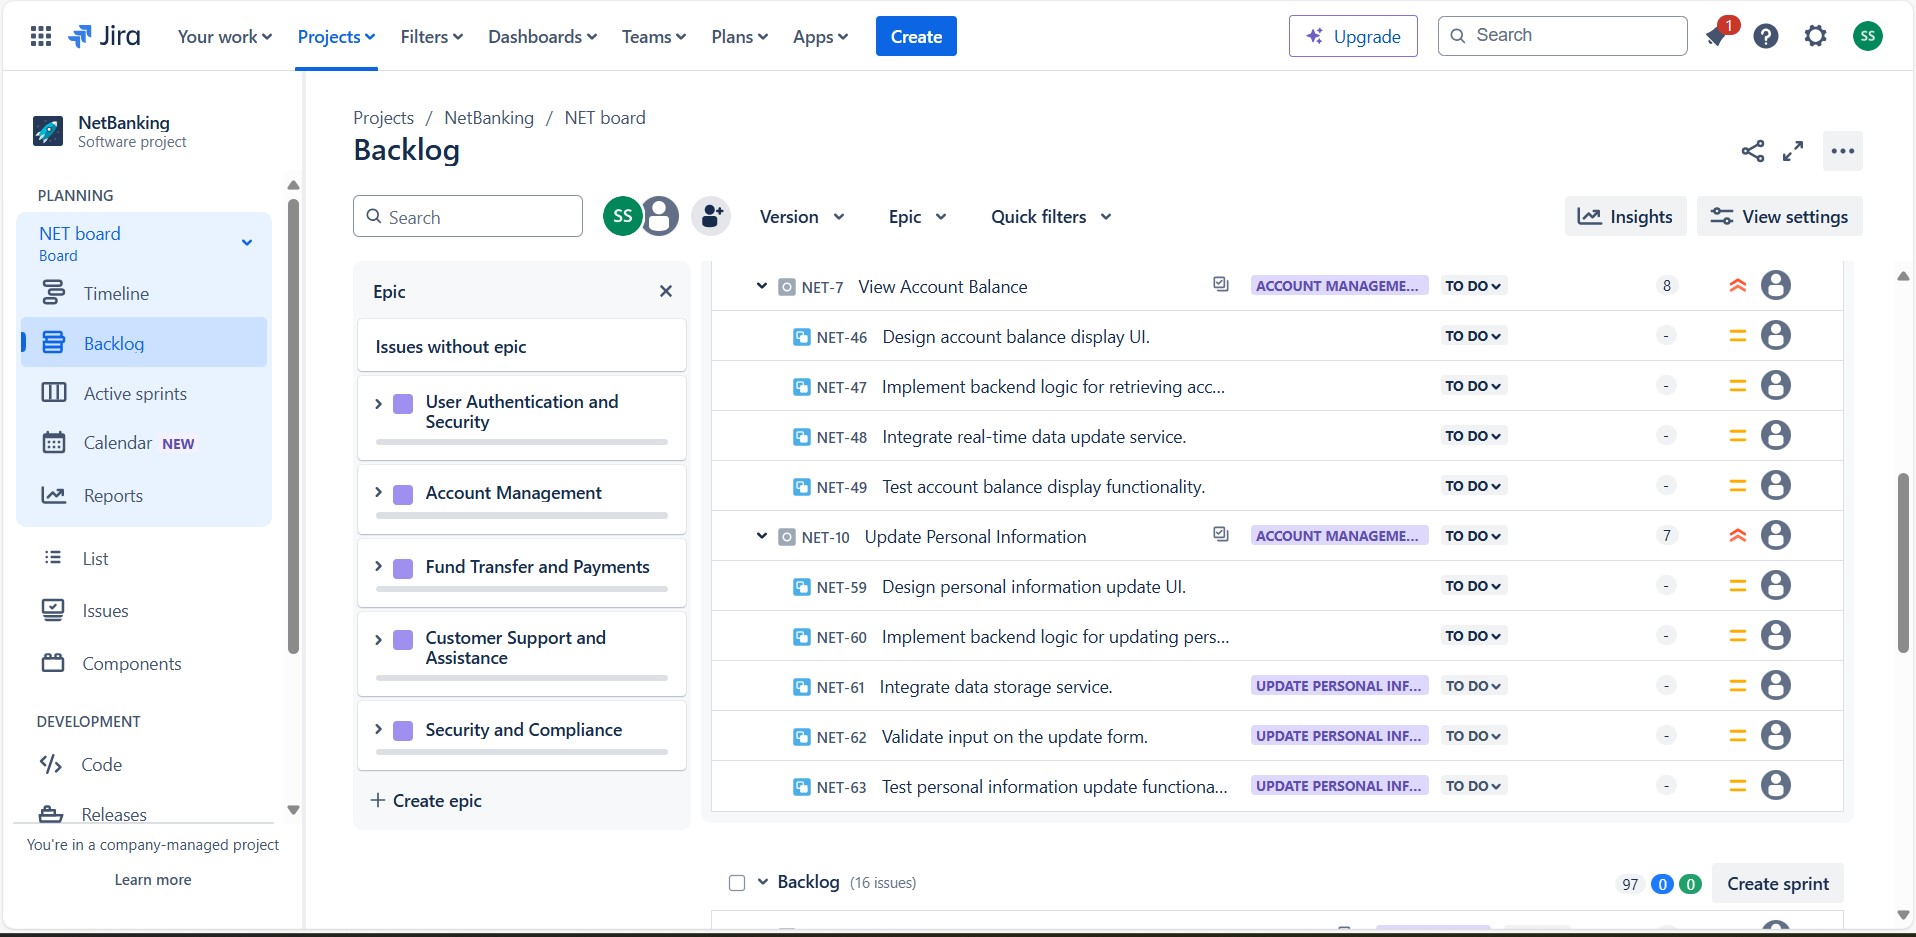 Jira
Your work
Projects
Filters
Dashboards
Teams
Plans
Apps
Create
Upgrade
Search
1
SS
NetBanking
Software project
PLANNING
NET board
Board
Timeline
Backlog
Active sprints
Calendar NEW
Reports
List
Issues
Components
DEVELOPMENT
Code
Releases
You're in a company-managed project
Learn more
Projects / NetBanking / NET board
Backlog
Search
SS
Version
Epic
Quick filters
Insights
View settings
Epic
Issues without epic
User Authentication and
Security
Account Management
Fund Transfer and Payments
Customer Support and
Assistance
Security and Compliance
+ Create epic
NET-7 View Account Balance ACCOUNT MANAGEME... TO DO 8
NET-46 Design account balance display UI. TO DO -
NET-47 Implement backend logic for retrieving acc... TO DO -
NET-48 Integrate real-time data update service. TO DO -
NET-49 Test account balance display functionality. TO DO -
NET-10 Update Personal Information ACCOUNT MANAGEME... TO DO 7
NET-59 Design personal information update UI. TO DO -
NET-60 Implement backend logic for updating pers... TO DO -
NET-61 Integrate data storage service. UPDATE PERSONAL INF... TO DO -
NET-62 Validate input on the update form. UPDATE PERSONAL INF... TO DO -
NET-63 Test personal information update functiona... UPDATE PERSONAL INF... TO DO -
Backlog (16 issues) 97 0 0 Create sprint